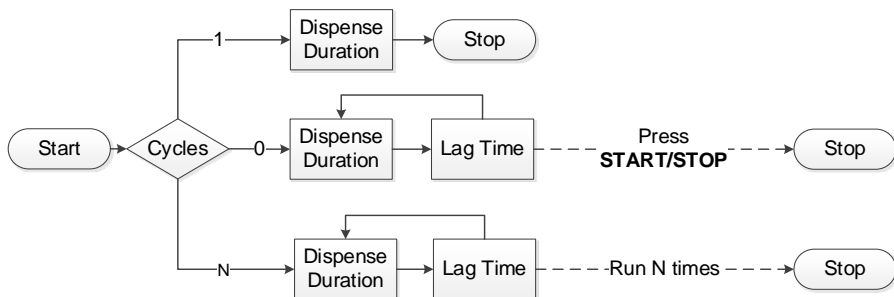 1
Dispense
Duration
Stop
Start
Cycles
0
Dispense
Duration
Lag Time
Press
START/STOP
Stop
N
Dispense
Duration
Lag Time
Run N times
Stop